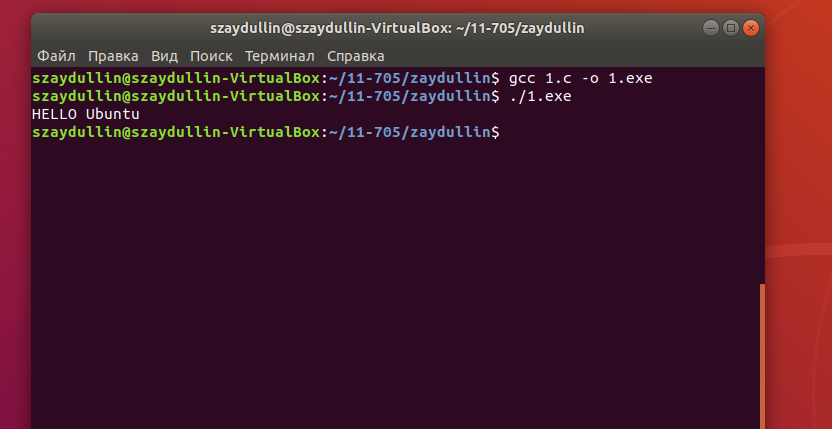 szaydullin@szaydullin-VirtualBox: ~/11-705/zaydullin
Файл Правка Вид Поиск Терминал Справка
szaydullin@szaydullin-VirtualBox:~/11-705/zaydullin$ gcc 1.c -o 1.exe
szaydullin@szaydullin-VirtualBox:~/11-705/zaydullin$ ./1.exe
HELLO Ubuntu
szaydullin@szaydullin-VirtualBox:~/11-705/zaydullin$